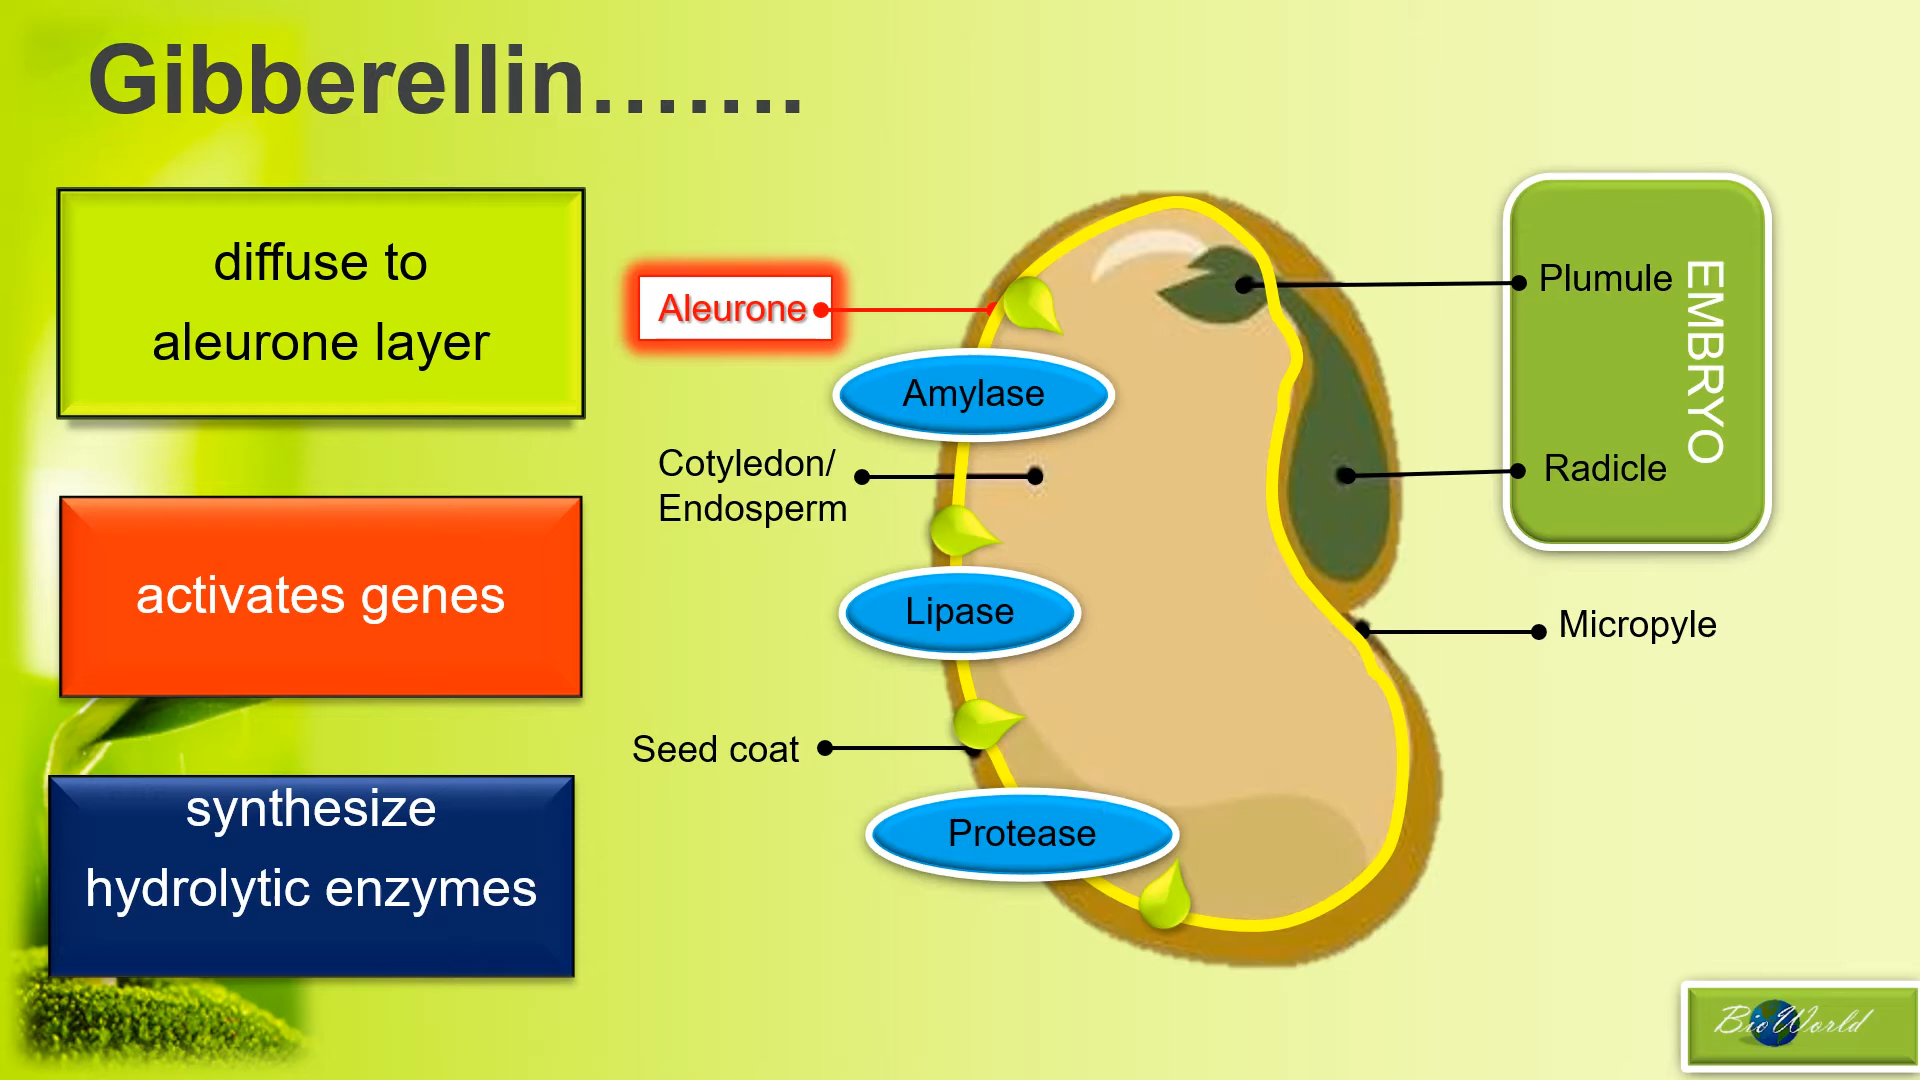 Gibberellin.......
diffuse to
aleurone layer
activates genes
synthesize
hydrolytic enzymes
Aleurone
Amylase
Cotyledon/
Endosperm
Lipase
Seed coat
Protease
Plumule
EMBRYO
Radicle
Micropyle
BioWorld